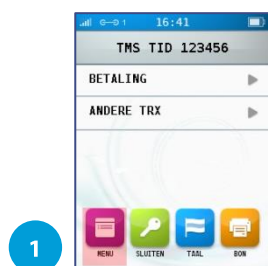 16:41
TMS TID 123456
BETALING
ANDERE TRX
MENU SLUITEN TAAL BON
1